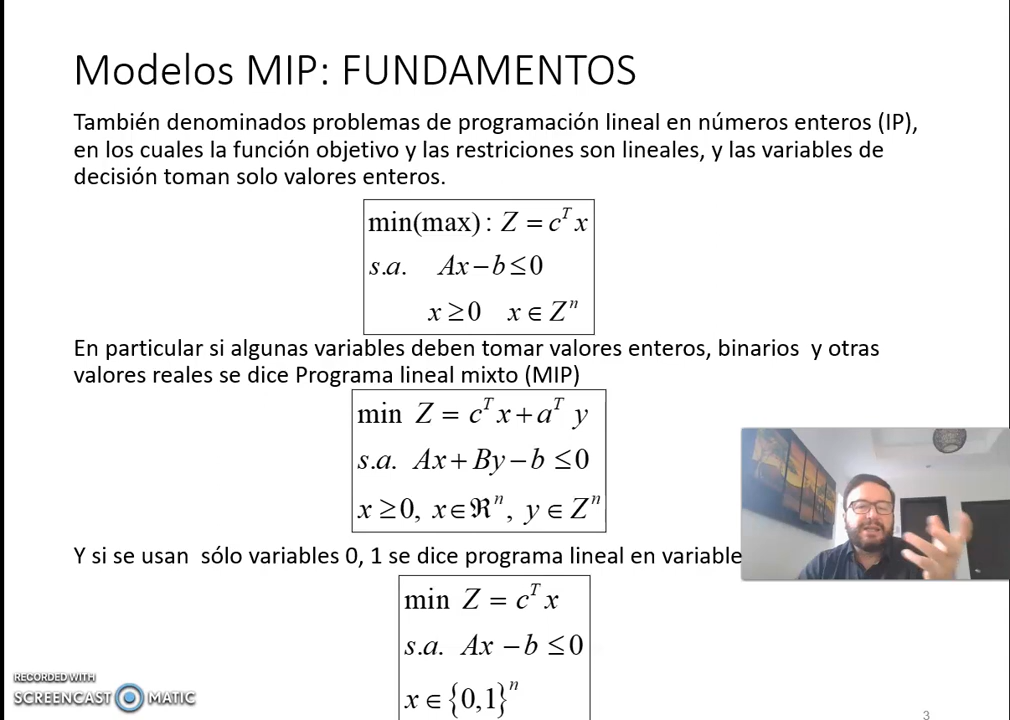 Modelos MIP: FUNDAMENTOS
También denominados problemas de programación lineal en números enteros (IP),
en los cuales la función objetivo y las restriciones son lineales, y las variables de
decisión toman solo valores enteros.
min(max) : Z = c^T x
s.a. Ax − b ≤ 0
x ≥ 0 x ∈ Z^n
En particular si algunas variables deben tomar valores enteros, binarios y otras
valores reales se dice Programa lineal mixto (MIP)
min Z = c^T x + a^T y
s.a. Ax + By − b ≤ 0
x ≥ 0, x ∈ ℜ^n, y ∈ Z^n
Y si se usan sólo variables 0, 1 se dice programa lineal en variable
min Z = c^T x
s.a. Ax − b ≤ 0
x ∈ {0,1}^n
RECORDED WITH
SCREENCAST MATIC
3